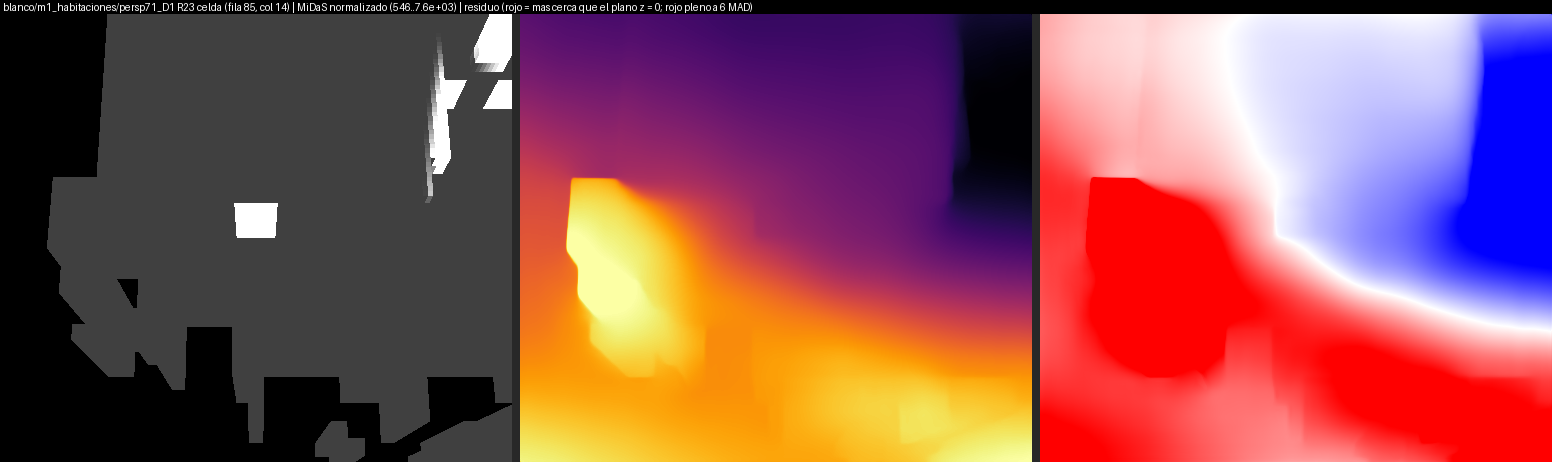 blanco/m1_habitaciones/persp71_D1 R23 celda (fila 85, col 14) | MiDaS normalizado (546..7.6e+03) | residuo (rojo = mas cerca que el plano z = 0; rojo pleno a 6 MAD)